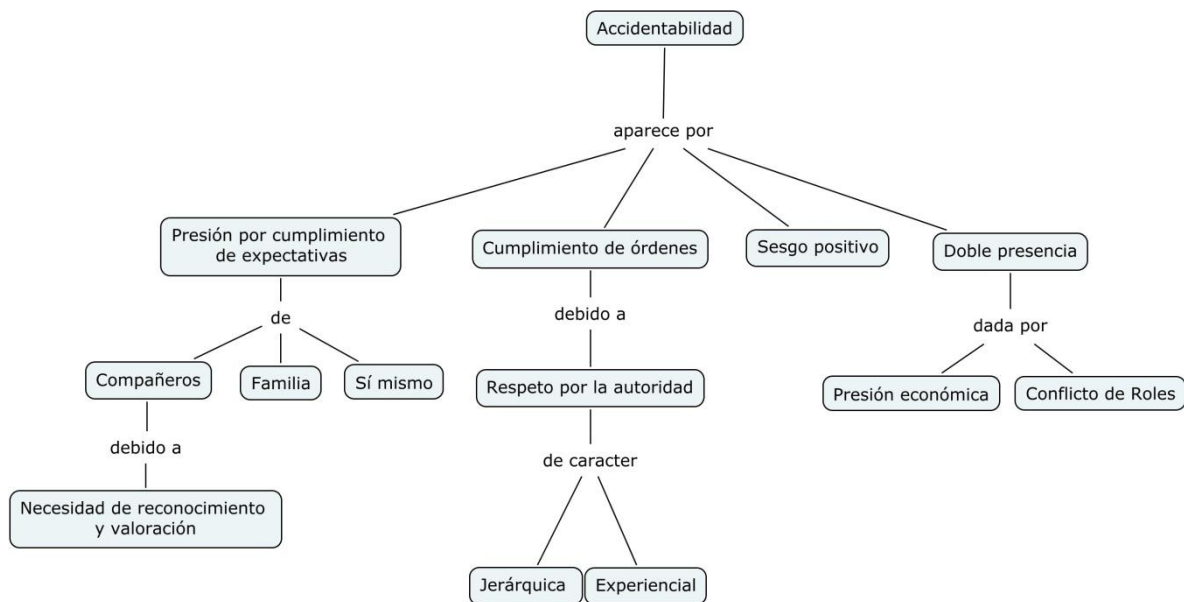 Accidentabilidad
aparece por
Presión por cumplimiento
de expectativas
Cumplimiento de órdenes
Sesgo positivo
Doble presencia
de
debido a
dada por
Compañeros
Familia
Sí mismo
Respeto por la autoridad
Presión económica
Conflicto de Roles
debido a
de caracter
Necesidad de reconocimiento
y valoración
Jerárquica
Experiencial